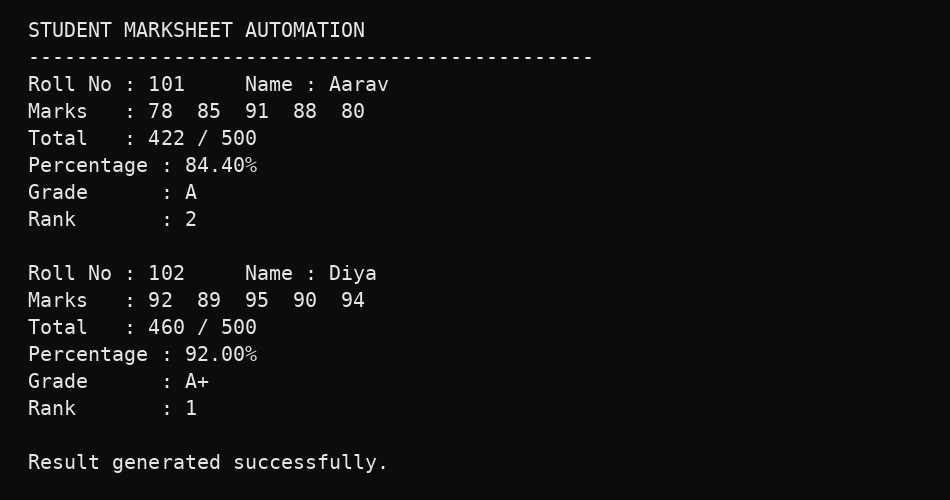 STUDENT MARKSHEET AUTOMATION
-----------------------------------------------
Roll No : 101     Name : Aarav
Marks   : 78  85  91  88  80
Total   : 422 / 500
Percentage : 84.40%
Grade      : A
Rank       : 2

Roll No : 102     Name : Diya
Marks   : 92  89  95  90  94
Total   : 460 / 500
Percentage : 92.00%
Grade      : A+
Rank       : 1

Result generated successfully.